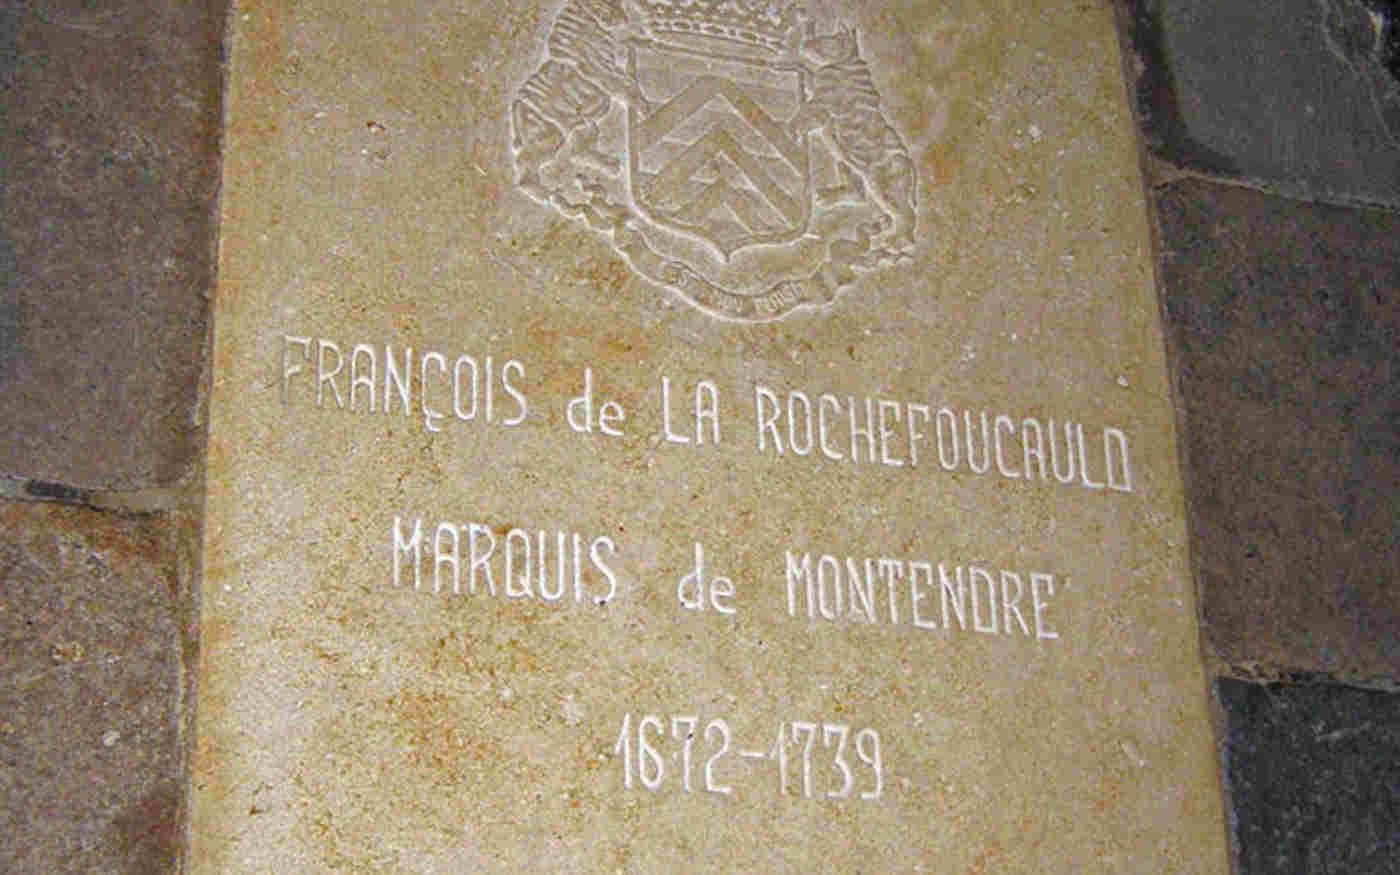 FRANÇOIS de LA ROCHEFOUCAULD
MARQUIS de MONTENDRE
1672-1739